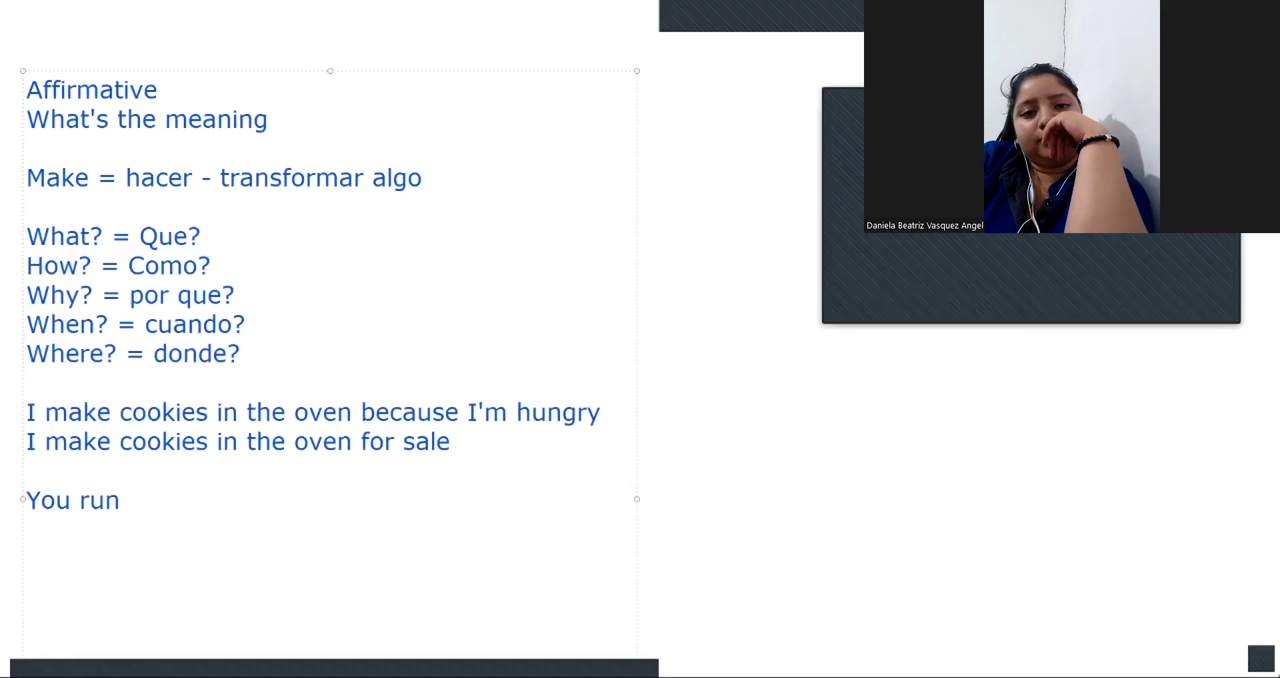 Affirmative
What's the meaning
Make = hacer - transformar algo
What? = Que?
How? = Como?
Why? = por que?
When? = cuando?
Where? = donde?
I make cookies in the oven because I'm hungry
I make cookies in the oven for sale
You run
Daniela Beatriz Vasquez Angel